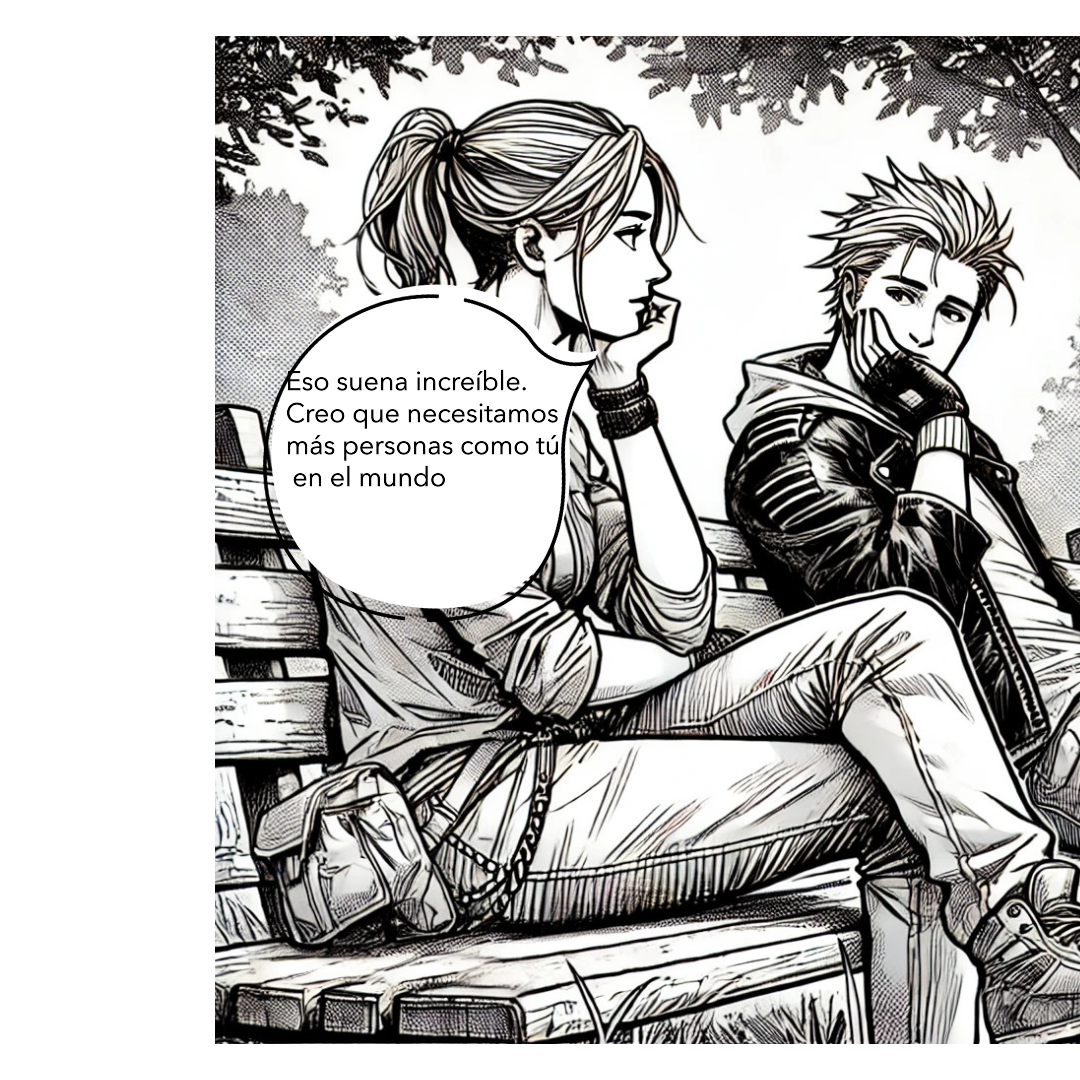 Eso suena increíble.
Creo que necesitamos
más personas como tú
en el mundo